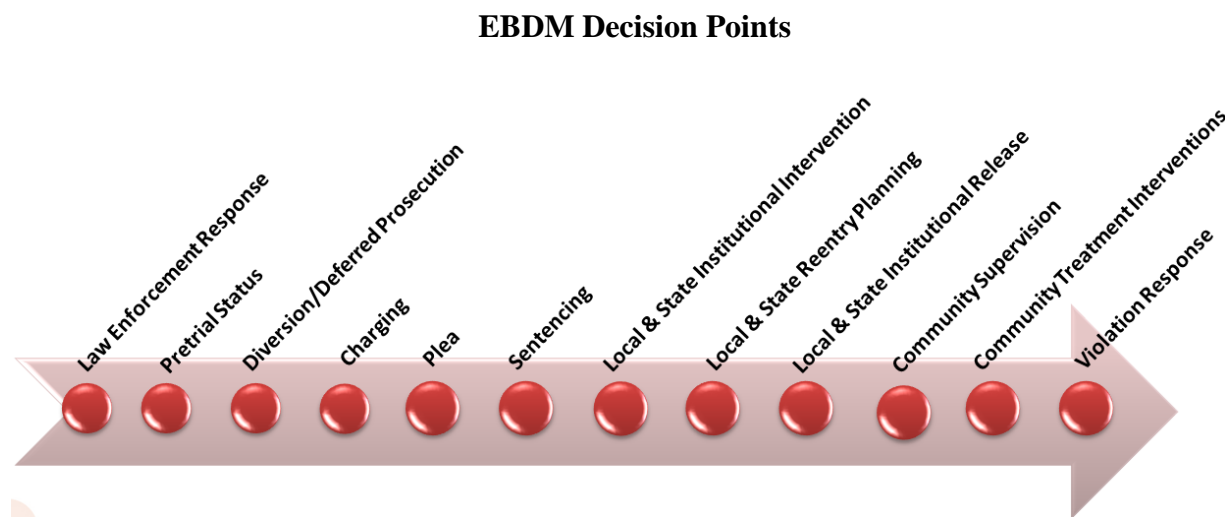 EBDM Decision Points
Law Enforcement Response
Pretrial Status
Diversion/Deferred Prosecution
Charging
Plea
Sentencing
Local & State Institutional Intervention
Local & State Reentry Planning
Local & State Institutional Release
Community Supervision
Community Treatment Interventions
Violation Response